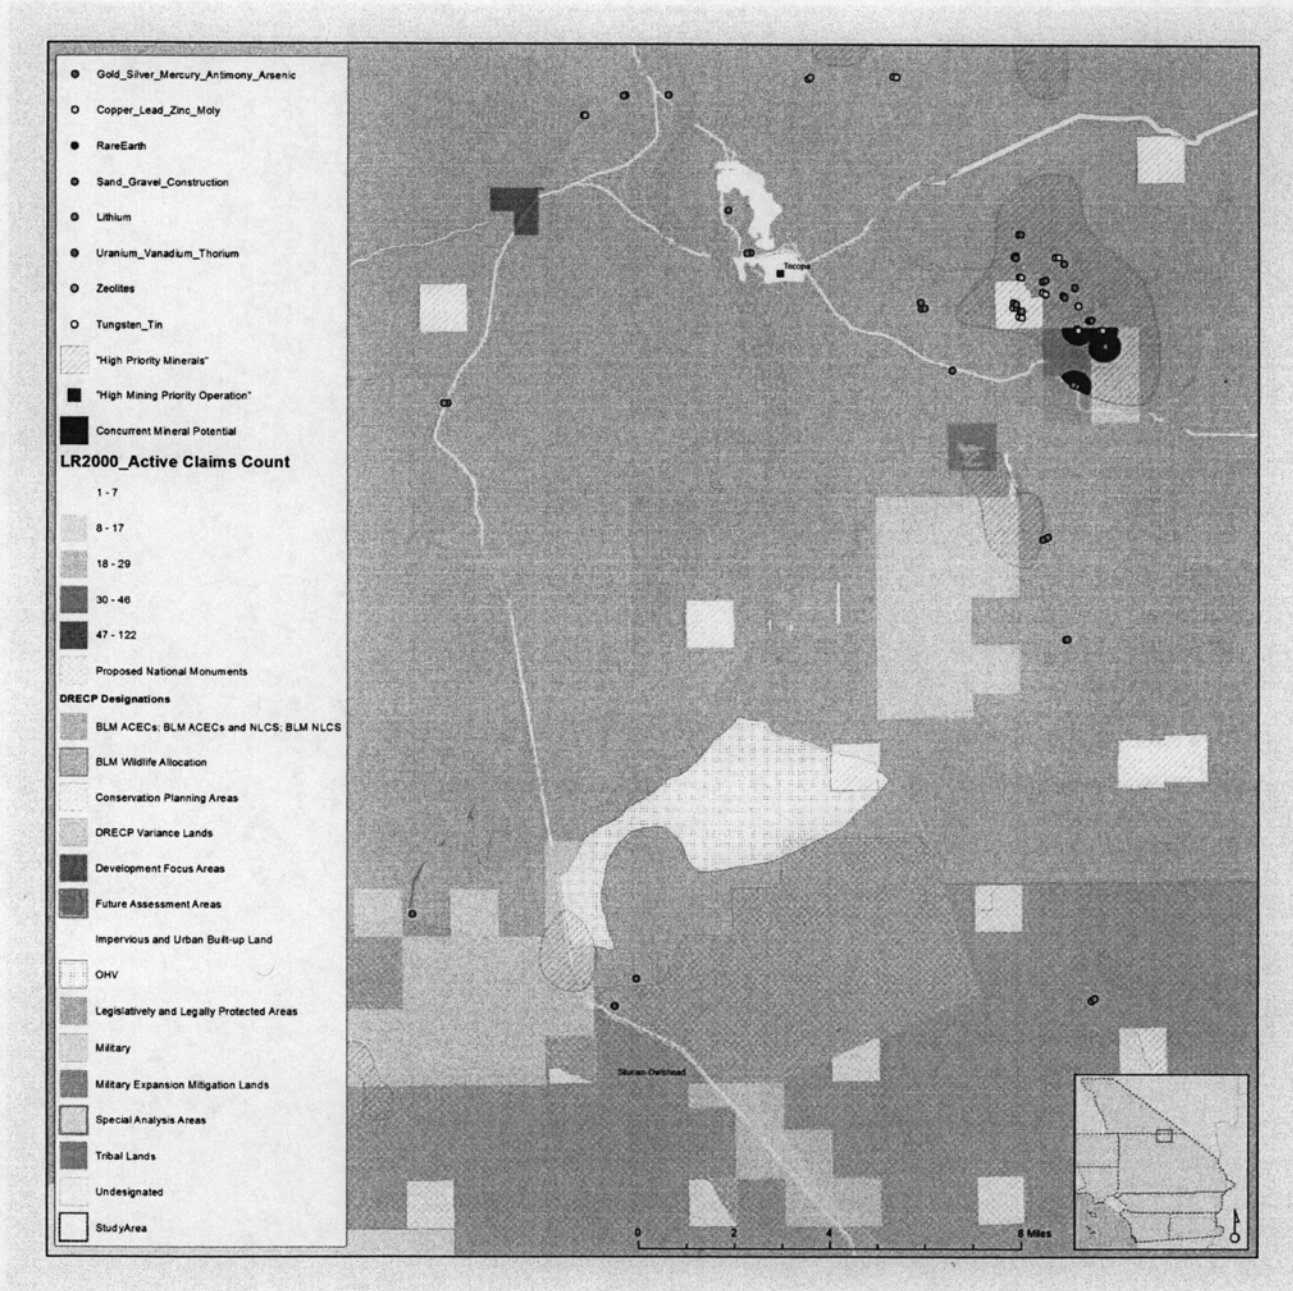 Gold_Silver_Mercury_Antimony_Arsenic
Copper_Lead_Zinc_Moly
RareEarth
Sand_Gravel_Construction
Lithium
Uranium_Vanadium_Thorium
Zeolites
Tungsten_Tin
"High Priority Minerals"
"High Mining Priority Operation"
Concurrent Mineral Potential
LR2000_Active Claims Count
1 - 7
8 - 17
18 - 29
30 - 46
47 - 122
Proposed National Monuments
DRECP Designations
BLM ACECs; BLM ACECs and NLCS; BLM NLCS
BLM Wildlife Allocation
Conservation Planning Areas
DRECP Variance Lands
Development Focus Areas
Future Assessment Areas
Impervious and Urban Built-up Land
OHV
Legislatively and Legally Protected Areas
Military
Military Expansion Mitigation Lands
Special Analysis Areas
Tribal Lands
Undesignated
StudyArea
Tecopa
Silurian-Owlshead
0 2 4 8 Miles